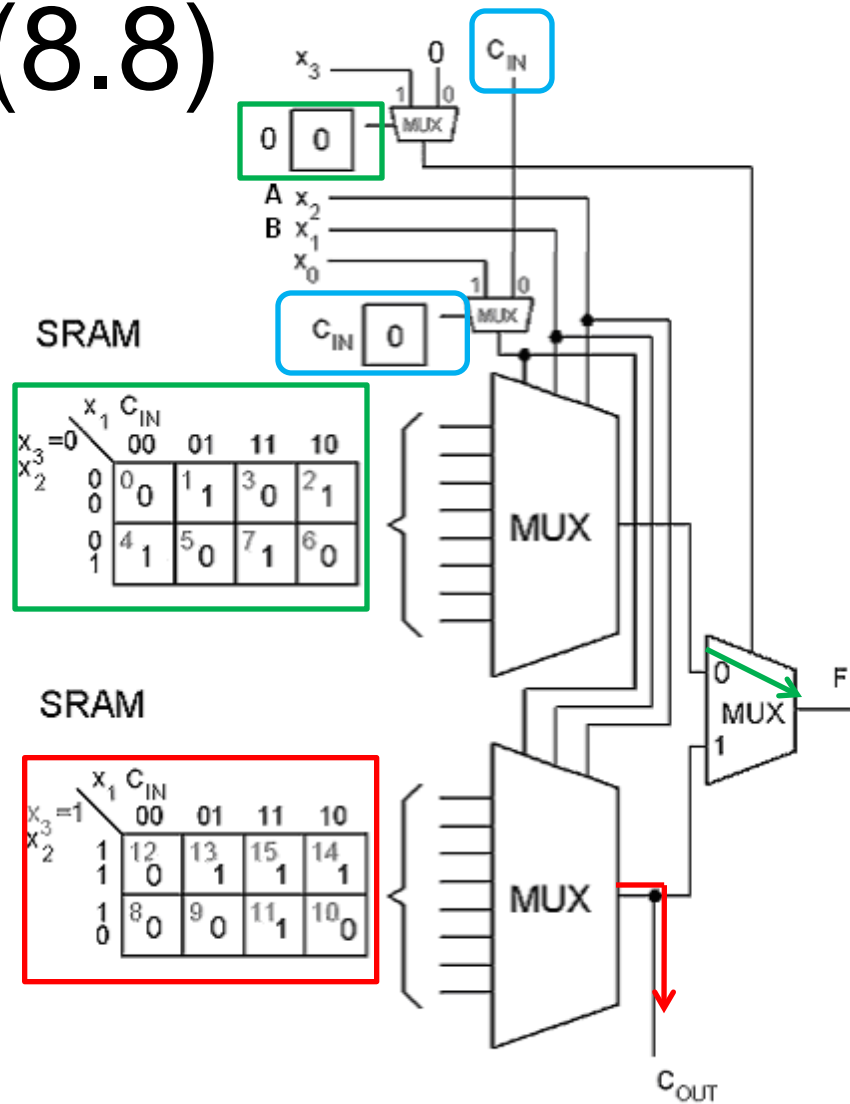 (8.8)
x3 0 CIN
1 0
MUX
0 0
A x2
B x1
x0
1 0
MUX
CIN 0
SRAM
x1 CIN
x3=0
x2
00 01 11 10
0 0 0 0 1 1 3 0 2 1
0 1 4 1 5 0 7 1 6 0
MUX
0
MUX
1
F
SRAM
x1 CIN
x3=1
x2
00 01 11 10
1 1 12 0 13 1 15 1 14 1
1 0 8 0 9 0 11 1 10 0
MUX
COUT